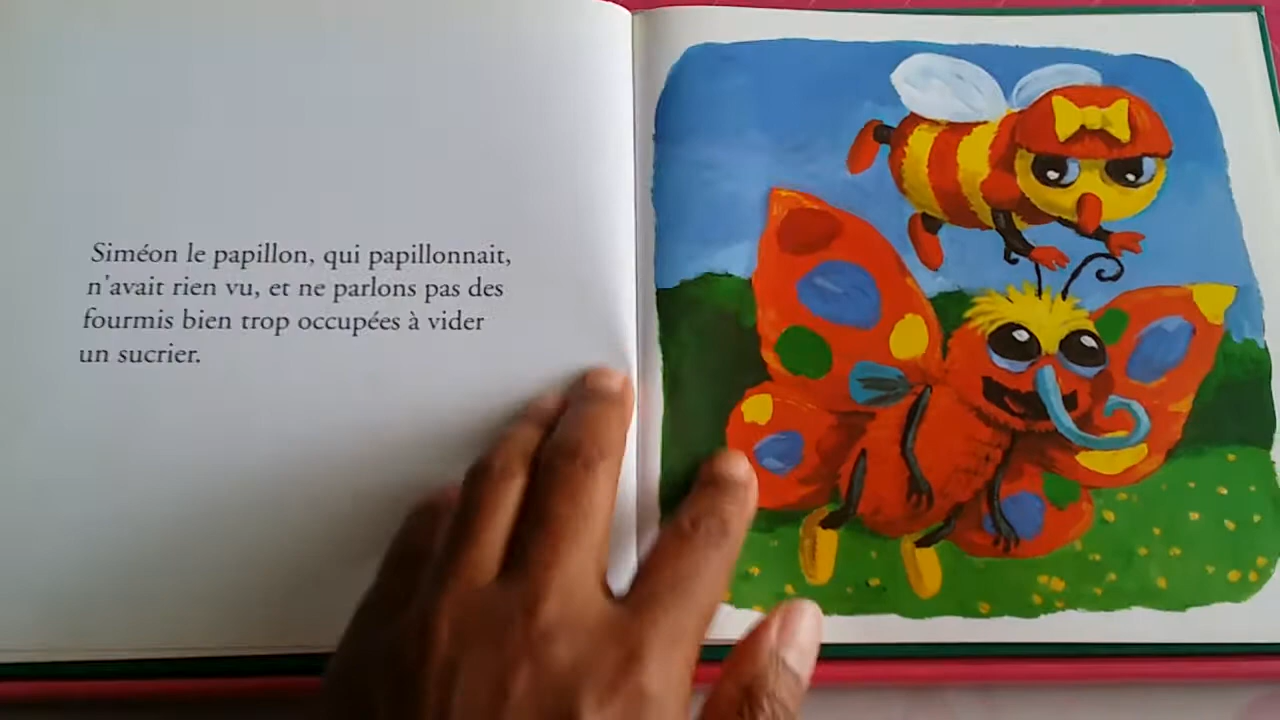 Siméon le papillon, qui papillonnait,
n'avait rien vu, et ne parlons pas des
fourmis bien trop occupées à vider
un sucrier.